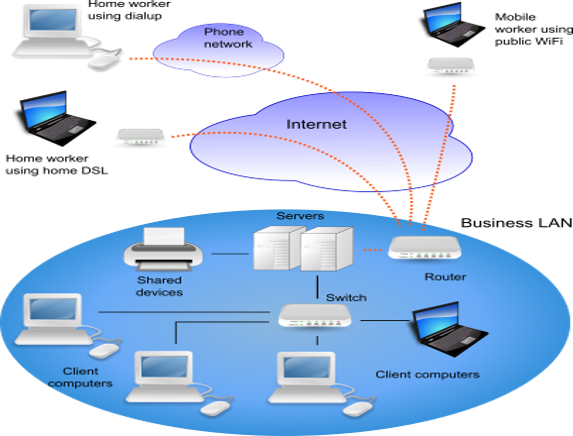 Home worker
using dialup
Phone
network
Mobile
worker using
public WiFi
Internet
Home worker
using home DSL
Servers
Business LAN
Shared
devices
Router
Switch
Client
computers
Client computers